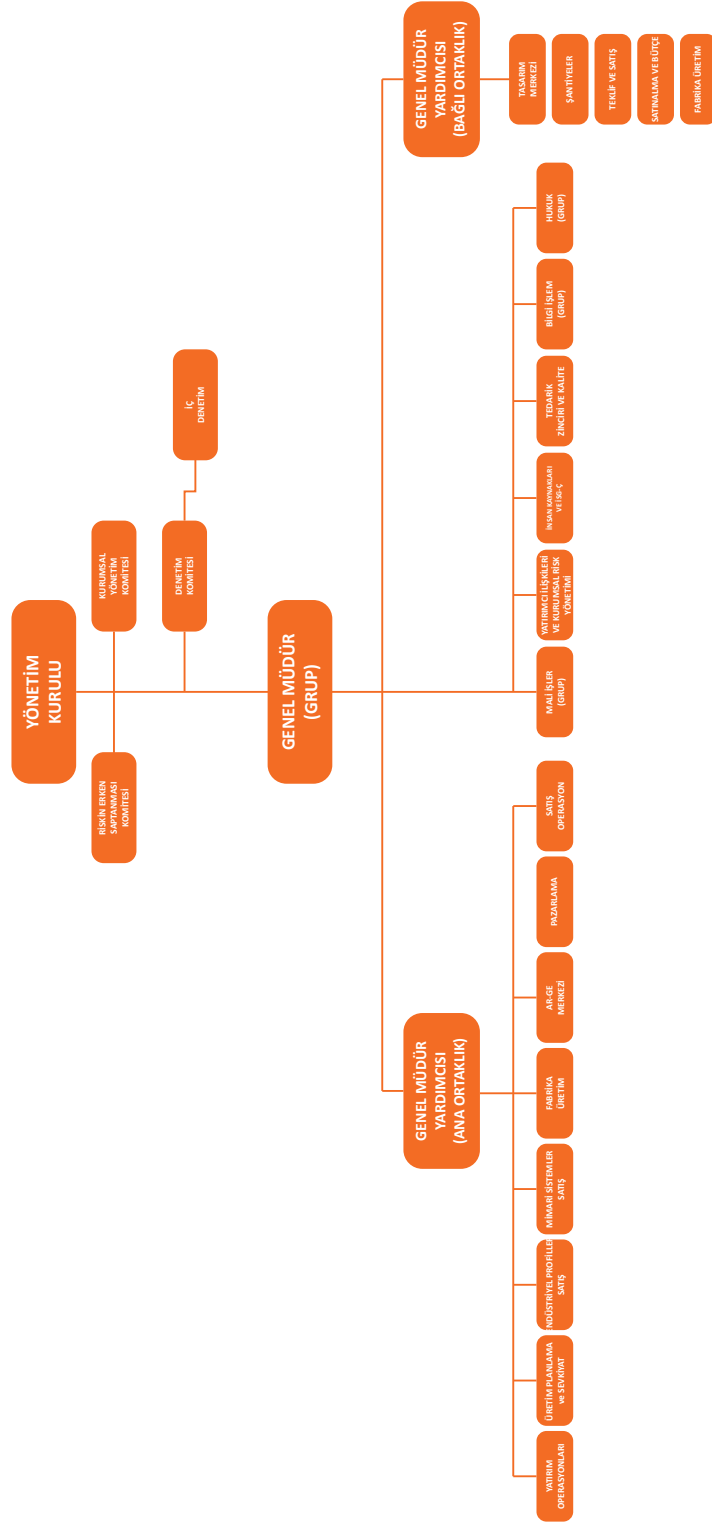 YÖNETİM
KURULU
RİSKİN ERKEN
SAPTANMASI
KOMİTESİ
KURUMSAL
YÖNETİM
KOMİTESİ
DENETİM
KOMİTESİ
İÇ
DENETİM
GENEL MÜDÜR
(GRUP)
GENEL MÜDÜR
YARDIMCISI
(ANA ORTAKLIK)
GENEL MÜDÜR
YARDIMCISI
(BAĞLI ORTAKLIK)
YATIRIM
OPERASYONLARI
ÜRETİM PLANLAMA
ve SEVKİYAT
NDÜSTRİYEL PROFİLLER
SATIŞ
MİMARİ SİSTEMLER
SATIŞ
FABRİKA
ÜRETİM
AR-GE
MERKEZİ
PAZARLAMA
SATIŞ
OPERASYON
MALİ İŞLER
(GRUP)
YATIRIMCI İLİŞKİLERİ
VE KURUMSAL RİSK
YÖNETİMİ
İNSAN KAYNAKLARI
VE İSG-Ç
TEDARİK
ZİNCİRİ VE KALİTE
BİLGİ İŞLEM
(GRUP)
HUKUK
(GRUP)
TASARIM
MERKEZİ
ŞANTİYELER
TEKLİF VE SATIŞ
SATINALMA VE BÜTÇE
FABRİKA ÜRETİM